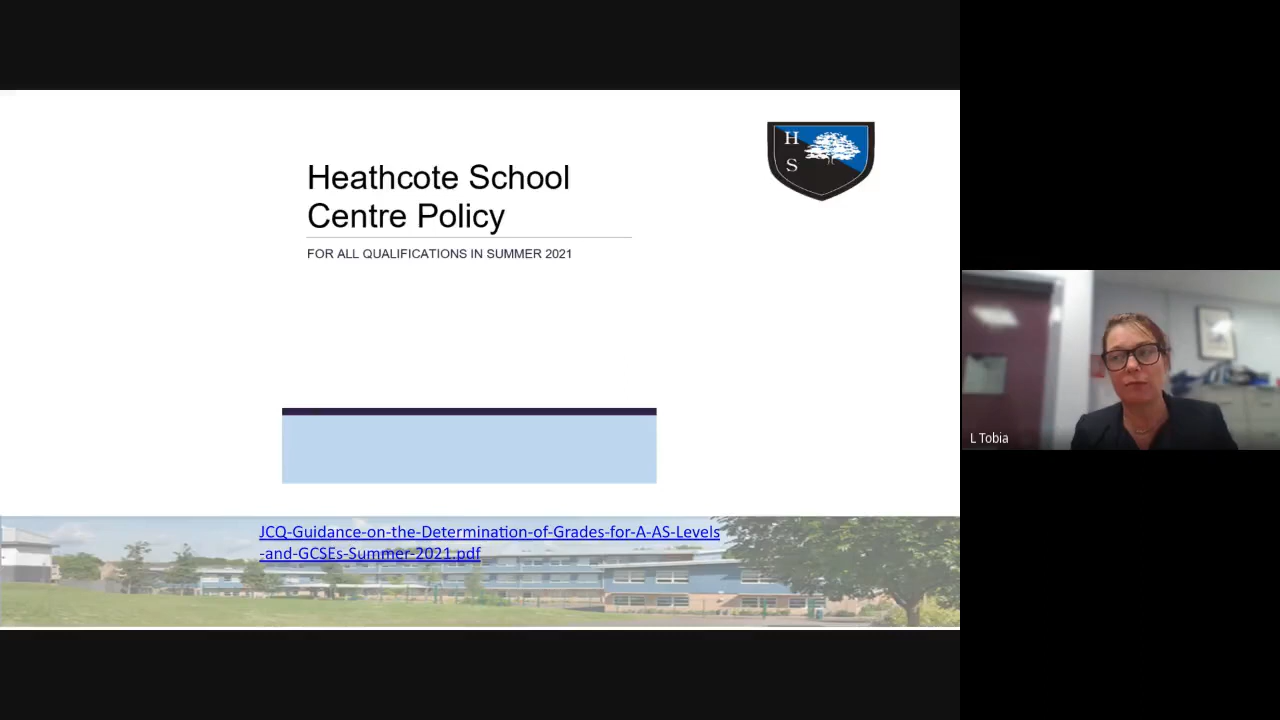 Heathcote School
Centre Policy
FOR ALL QUALIFICATIONS IN SUMMER 2021
H
S
JCQ-Guidance-on-the-Determination-of-Grades-for-A-AS-Levels
-and-GCSEs-Summer-2021.pdf
L Tobia